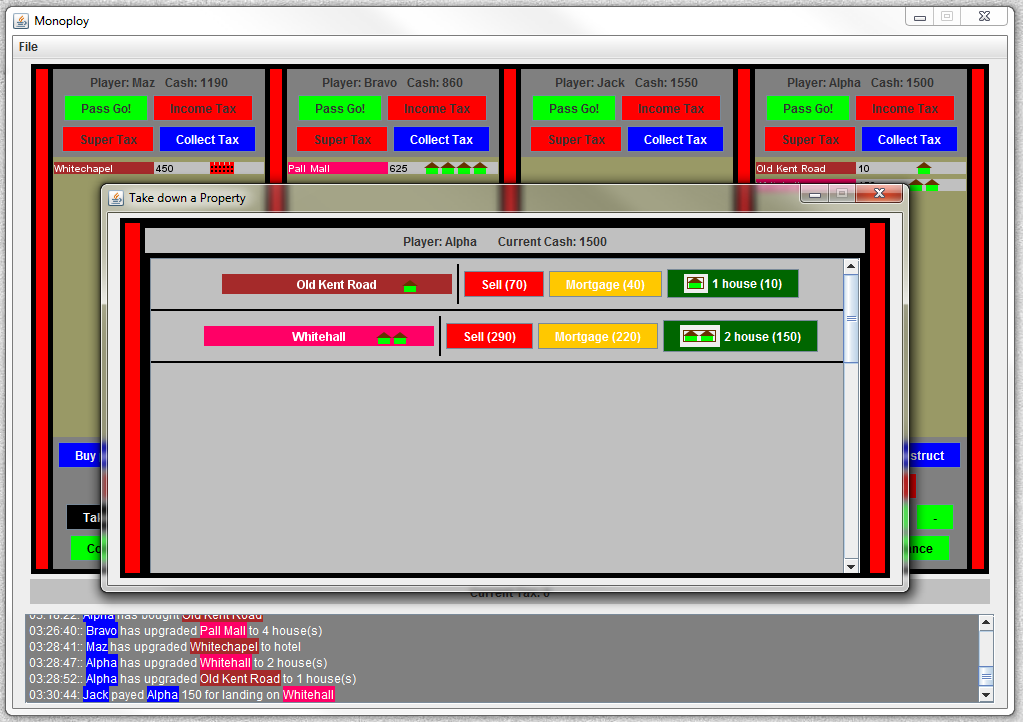 Monoploy
File
Player: Maz Cash: 1190
Pass Go! Income Tax
Super Tax Collect Tax
Whitechapel 450
Player: Bravo Cash: 860
Pass Go! Income Tax
Super Tax Collect Tax
Pall Mall 625
Player: Jack Cash: 1550
Pass Go! Income Tax
Super Tax Collect Tax
Player: Alpha Cash: 1500
Pass Go! Income Tax
Super Tax Collect Tax
Old Kent Road 10
Take down a Property
Player: Alpha Current Cash: 1500
Old Kent Road Sell (70) Mortgage (40) 1 house (10)
Whitehall Sell (290) Mortgage (220) 2 house (150)
Buy
struct
Tal
-
Co
nce
Current Tax: 0
03:18:22:: Alpha has bought Old Kent Road
03:26:40:: Bravo has upgraded Pall Mall to 4 house(s)
03:28:41:: Maz has upgraded Whitechapel to hotel
03:28:47:: Alpha has upgraded Whitehall to 2 house(s)
03:28:52:: Alpha has upgraded Old Kent Road to 1 house(s)
03:30:44: Jack payed Alpha 150 for landing on Whitehall